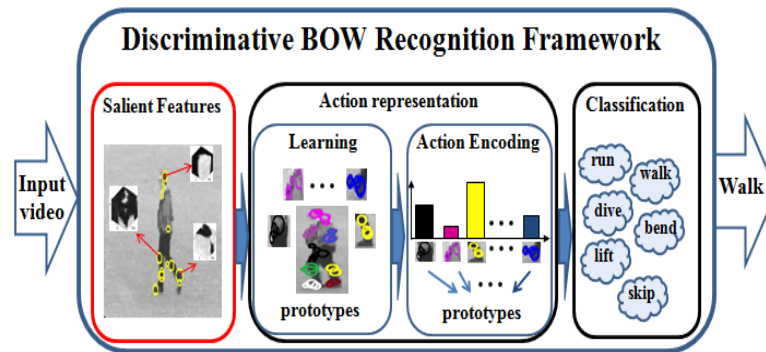 Discriminative BOW Recognition Framework
Input
video
Salient Features
Action representation
Learning
prototypes
Action Encoding
prototypes
Classification
run
walk
dive
bend
lift
skip
Walk